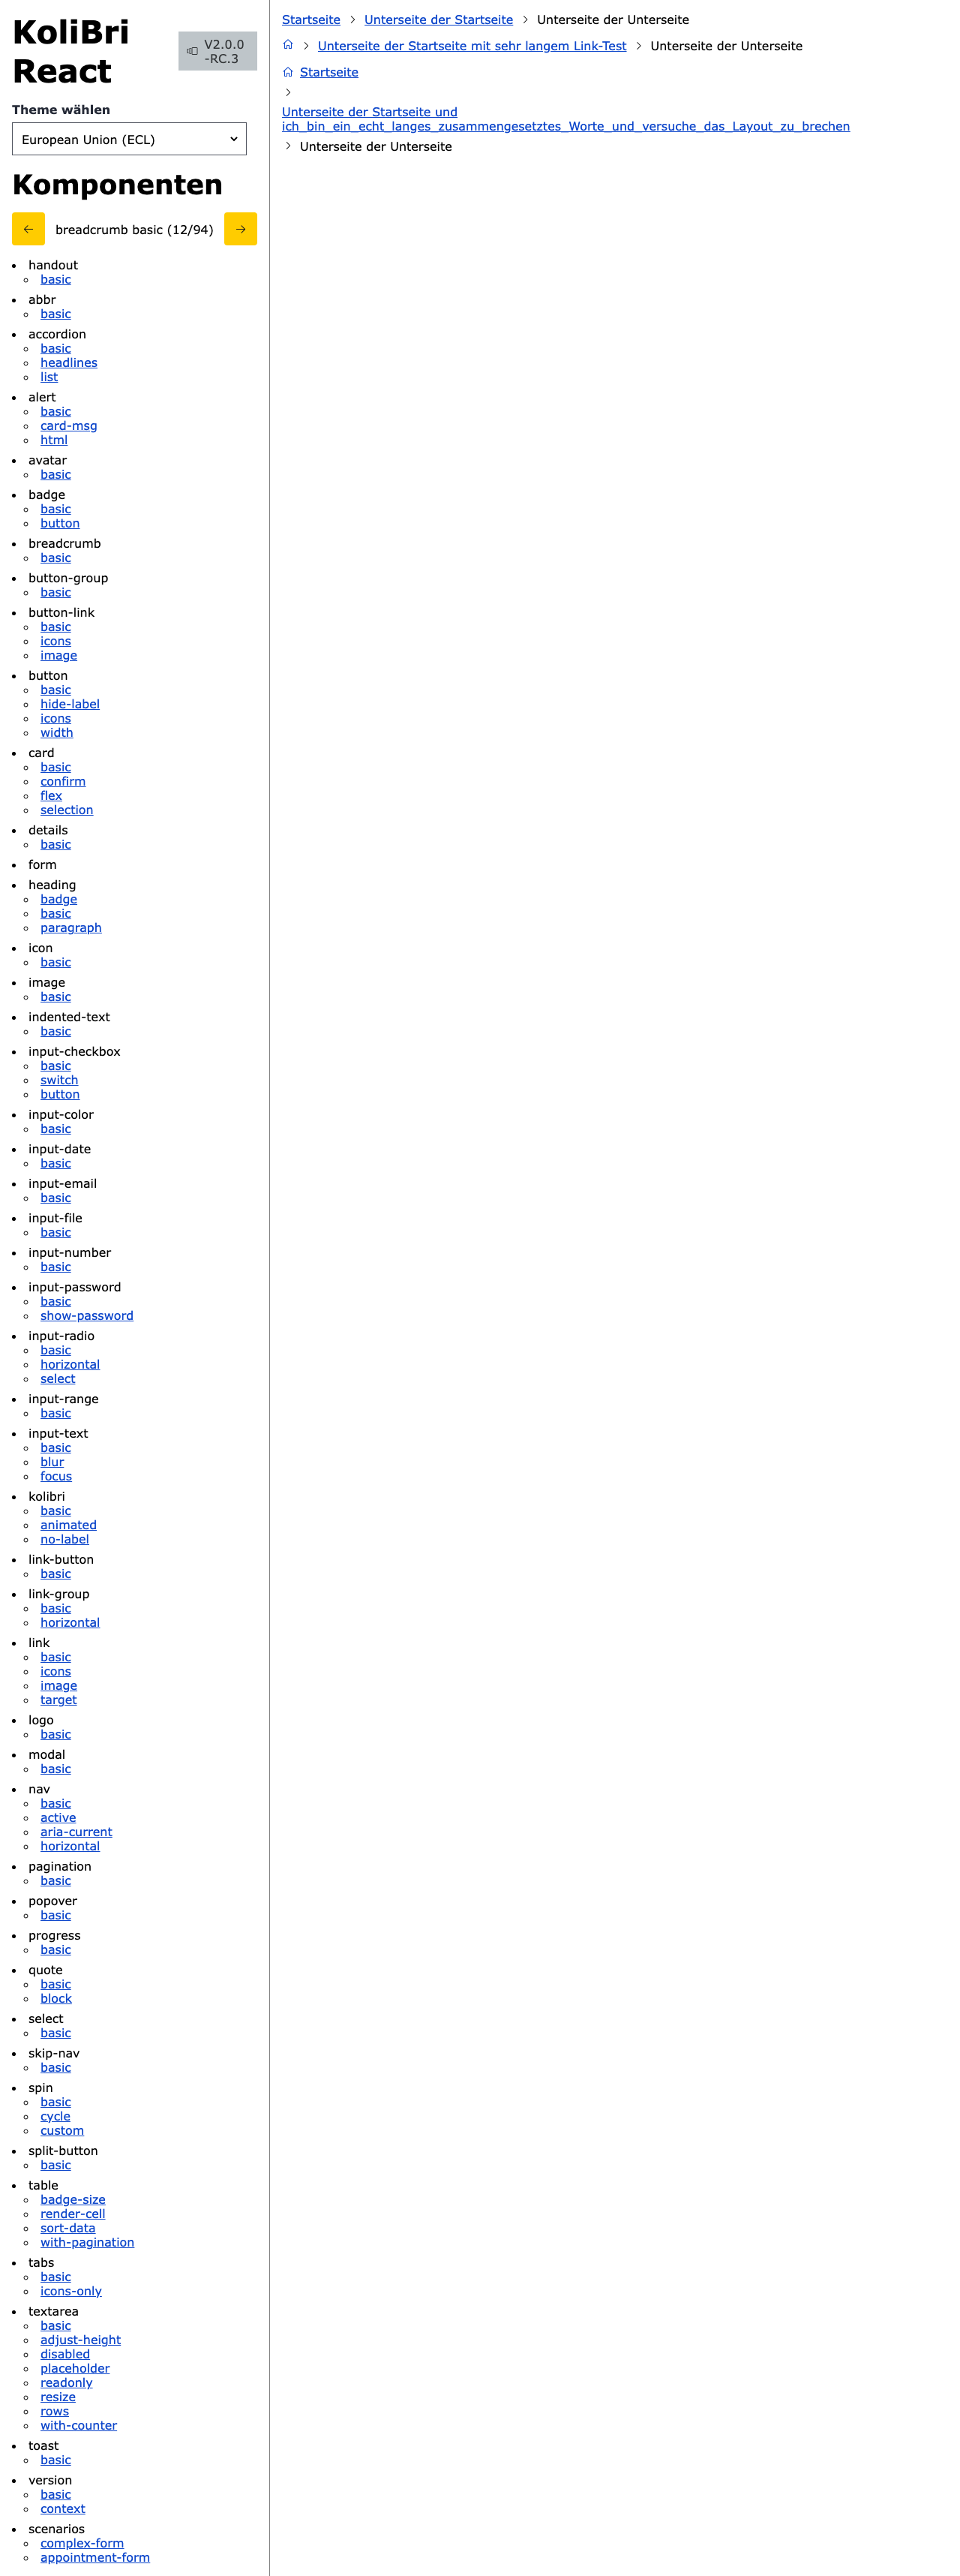 KoliBri
React
V2.0.0
-RC.3
Theme wählen
European Union (ECL)
Komponenten
breadcrumb basic (12/94)
handout
basic
abbr
basic
accordion
basic
headlines
list
alert
basic
card-msg
html
avatar
basic
badge
basic
button
breadcrumb
basic
button-group
basic
button-link
basic
icons
image
button
basic
hide-label
icons
width
card
basic
confirm
flex
selection
details
basic
form
heading
badge
basic
paragraph
icon
basic
image
basic
indented-text
basic
input-checkbox
basic
switch
button
input-color
basic
input-date
basic
input-email
basic
input-file
basic
input-number
basic
input-password
basic
show-password
input-radio
basic
horizontal
select
input-range
basic
input-text
basic
blur
focus
kolibri
basic
animated
no-label
link-button
basic
link-group
basic
horizontal
link
basic
icons
image
target
logo
basic
modal
basic
nav
basic
active
aria-current
horizontal
pagination
basic
popover
basic
progress
basic
quote
basic
block
select
basic
skip-nav
basic
spin
basic
cycle
custom
split-button
basic
table
badge-size
render-cell
sort-data
with-pagination
tabs
basic
icons-only
textarea
basic
adjust-height
disabled
placeholder
readonly
resize
rows
with-counter
toast
basic
version
basic
context
scenarios
complex-form
appointment-form
Startseite Unterseite der Startseite Unterseite der Unterseite
Unterseite der Startseite mit sehr langem Link-Test Unterseite der Unterseite
Startseite
Unterseite der Startseite und
ich_bin_ein_echt_langes_zusammengesetztes_Worte_und_versuche_das_Layout_zu_brechen
Unterseite der Unterseite